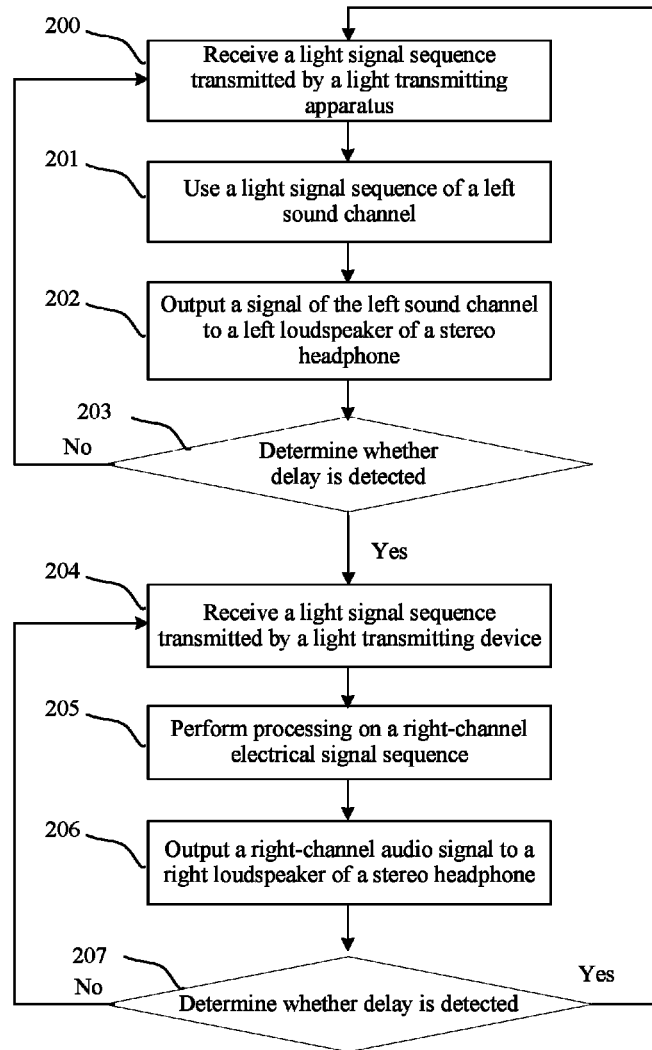 200
Receive a light signal sequence
transmitted by a light transmitting
apparatus
201
Use a light signal sequence of a left
sound channel
202
Output a signal of the left sound channel
to a left loudspeaker of a stereo
headphone
203
No
Determine whether
delay is detected
Yes
204
Receive a light signal sequence
transmitted by a light transmitting device
205
Perform processing on a right-channel
electrical signal sequence
206
Output a right-channel audio signal to a
right loudspeaker of a stereo headphone
207
No
Yes
Determine whether delay is detected